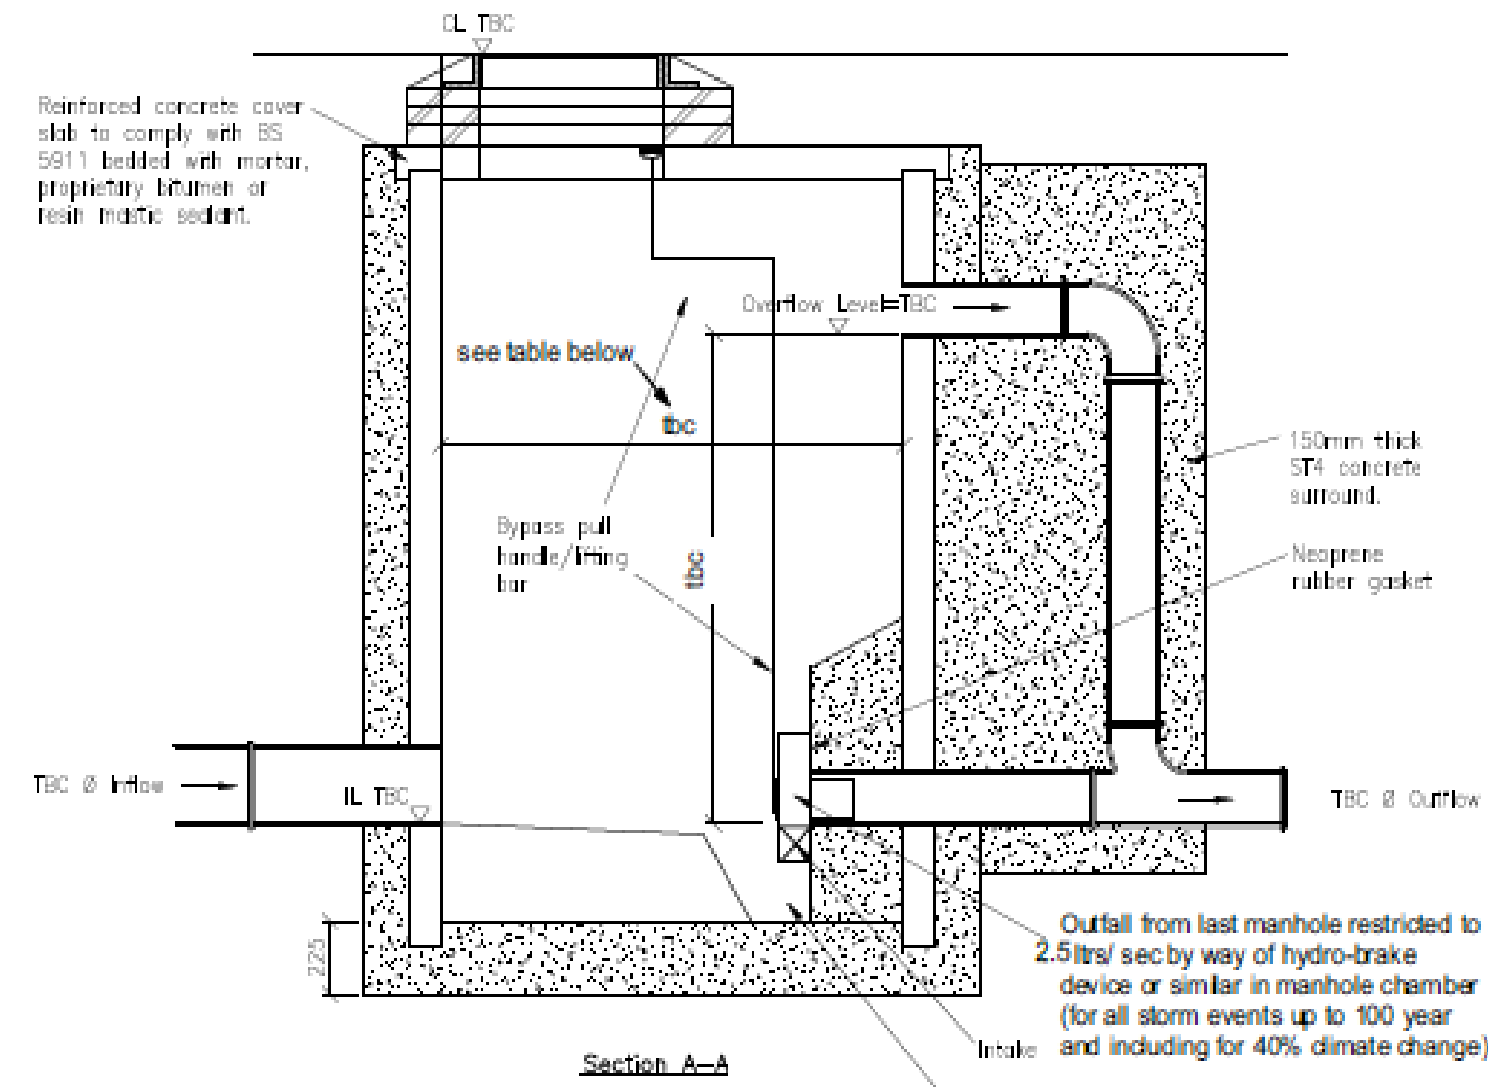 CL TBC
Reinforced concrete cover
slab to comply with BS
5911 bedded with mortar,
proprietary bitumen or
resin mastic sealant.
Overflow Level=TBC
see table below
tbc
150mm thick
ST4 concrete
surround.
Bypass pull
handle/lifting
bar
tbc
Neoprene
rubber gasket
TBC Ø Inflow
IL TBC
TBC Ø Outflow
225
Outfall from last manhole restricted to
2.5 ltrs/ sec by way of hydro-brake
device or similar in manhole chamber
(for all storm events up to 100 year
and including for 40% climate change)
Intake
Section A-A